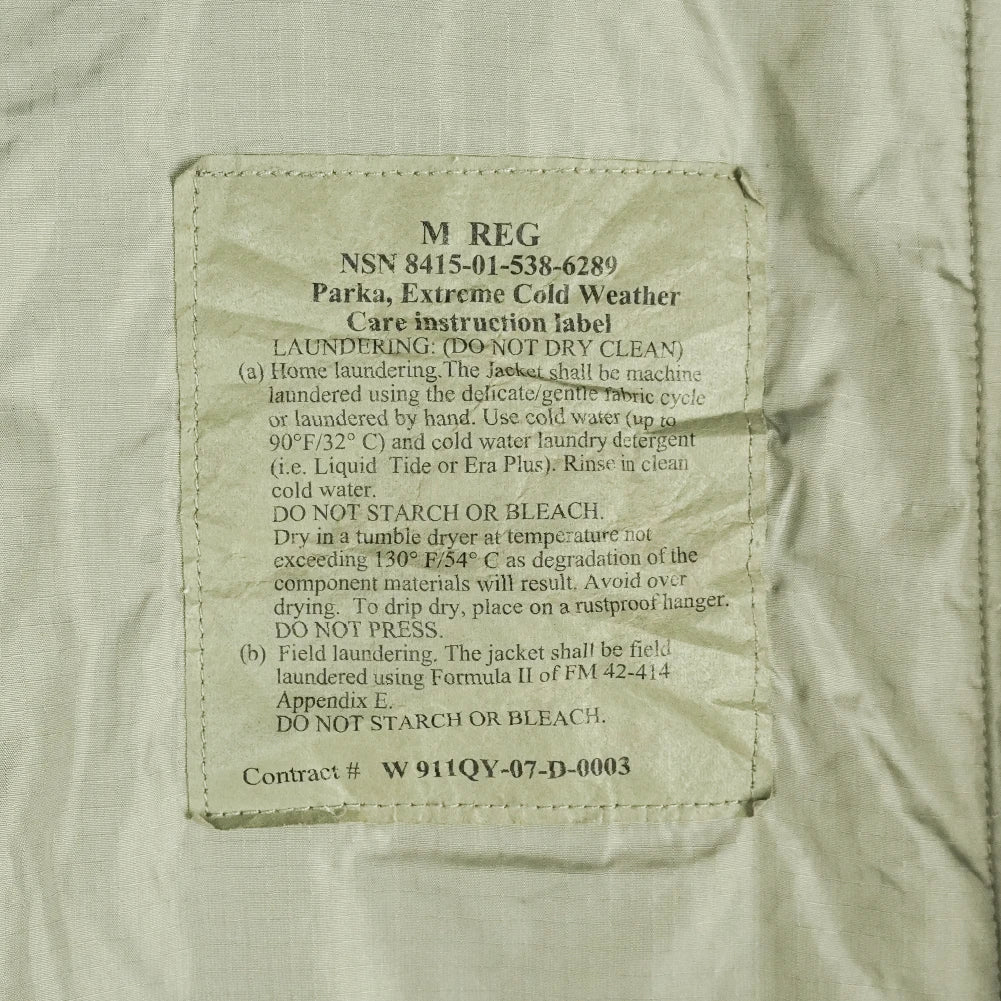 M REG
NSN 8415-01-538-6289
Parka, Extreme Cold Weather
Care instruction label
LAUNDERING: (DO NOT DRY CLEAN)
(a) Home laundering.The Jacket shall be machine
laundered using the delicate/gentle fabric cycle
or laundered by hand. Use cold water (up to
90°F/32° C) and cold water laundry detergent
(i.e. Liquid Tide or Era Plus). Rinse in clean
cold water.
DO NOT STARCH OR BLEACH.
Dry in a tumble dryer at temperature not
exceeding 130° F/54° C as degradation of the
component materials will result. Avoid over
drying. To drip dry, place on a rustproof hanger.
DO NOT PRESS.
(b) Field laundering. The jacket shall be field
laundered using Formula II of FM 42-414
Appendix E.
DO NOT STARCH OR BLEACH.
Contract # W 911QY-07-D-0003